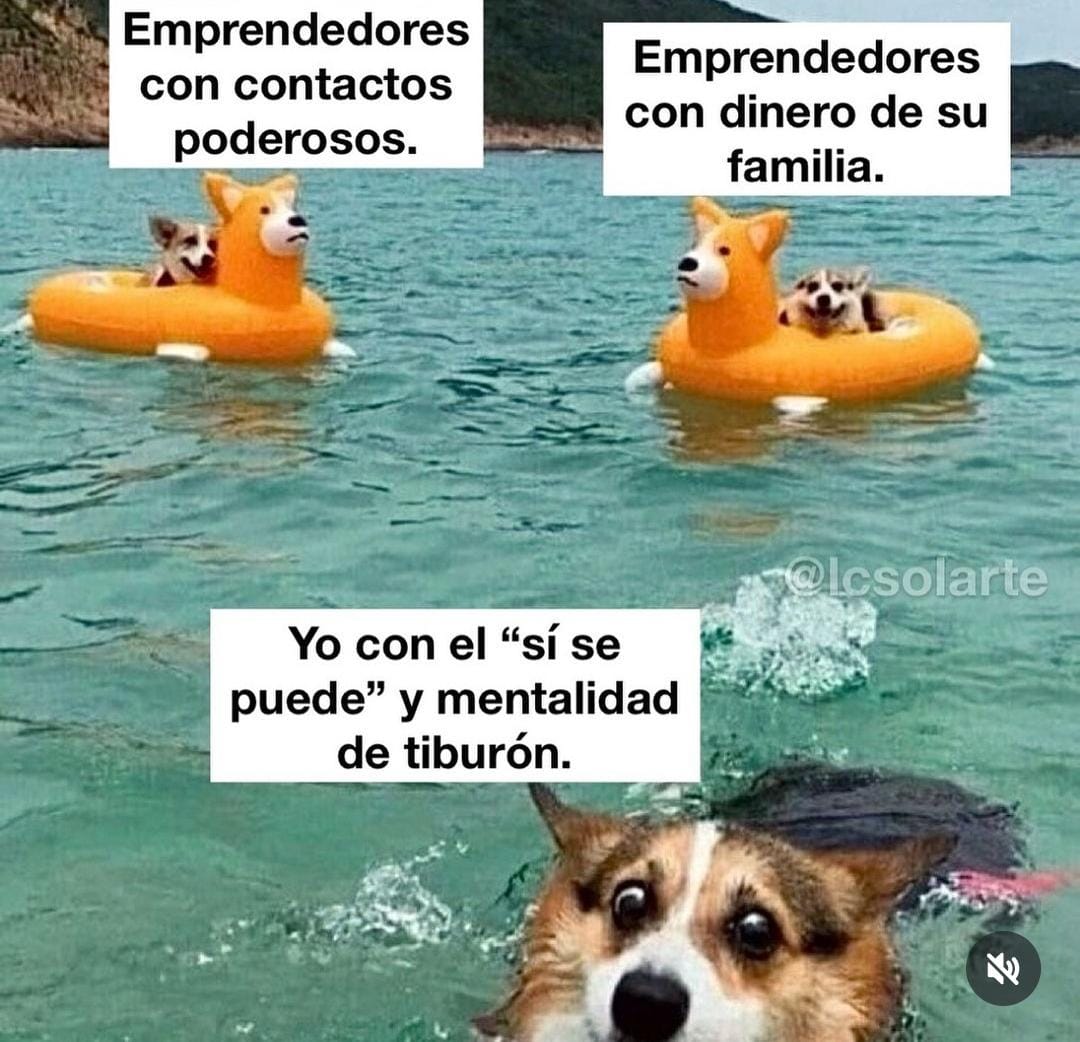 Emprendedores
con contactos
poderosos.
Emprendedores
con dinero de su
familia.
@lcsolarte
Yo con el “sí se
puede” y mentalidad
de tiburón.